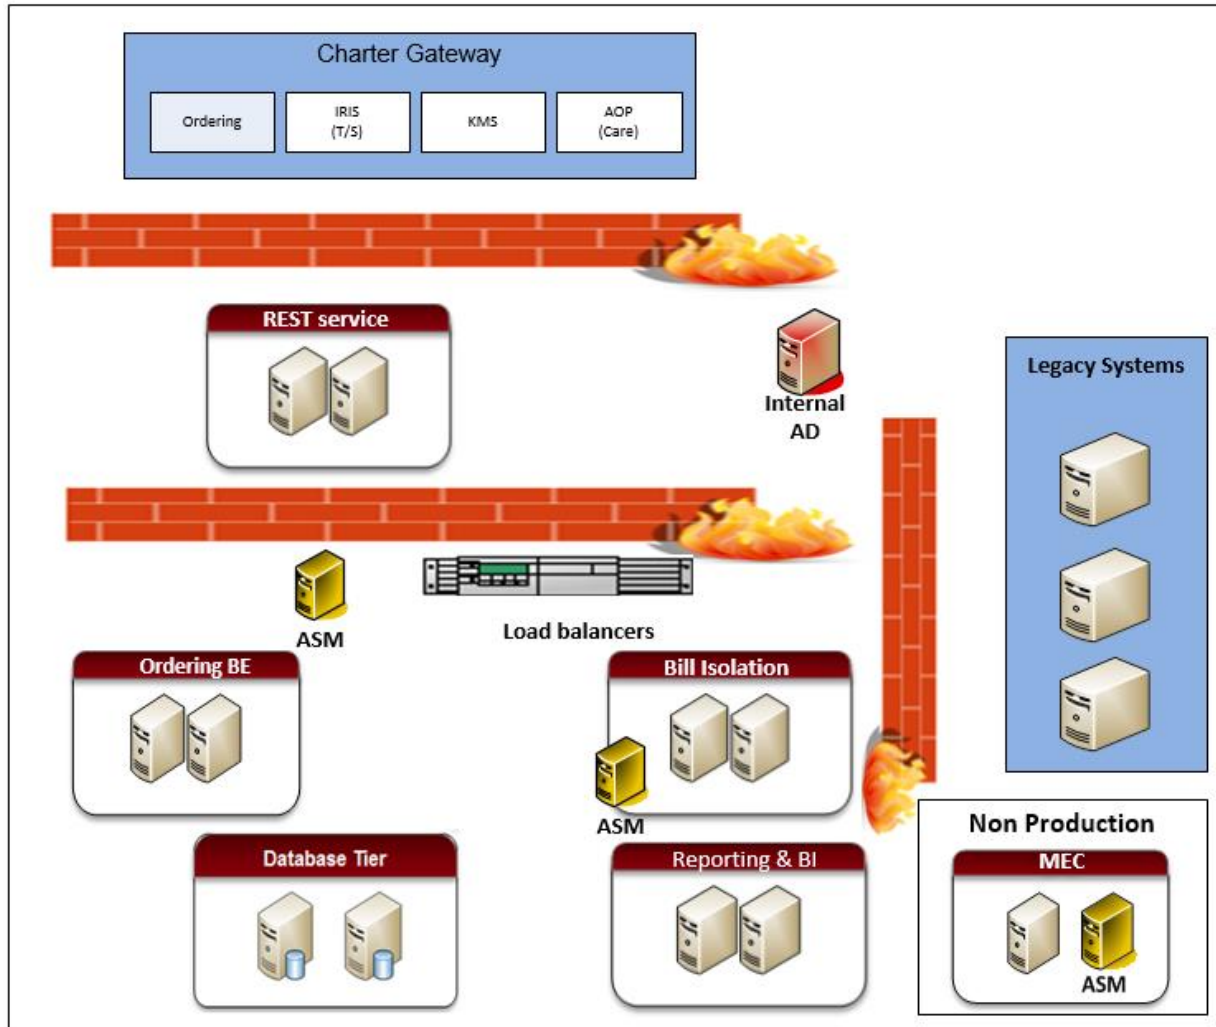 Charter Gateway
Ordering
IRIS
(T/S)
KMS
AOP
(Care)
REST service
Internal
AD
Legacy Systems
ASM
Load balancers
Ordering BE
Bill Isolation
ASM
Database Tier
Reporting & BI
Non Production
MEC
ASM